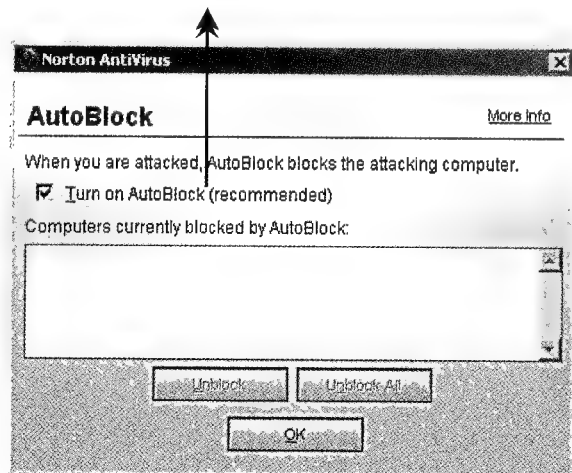 Norton AntiVirus
AutoBlock
More Info
When you are attacked, AutoBlock blocks the attacking computer.
Turn on AutoBlock (recommended)
Computers currently blocked by AutoBlock:
Unblock
Unblock All
OK